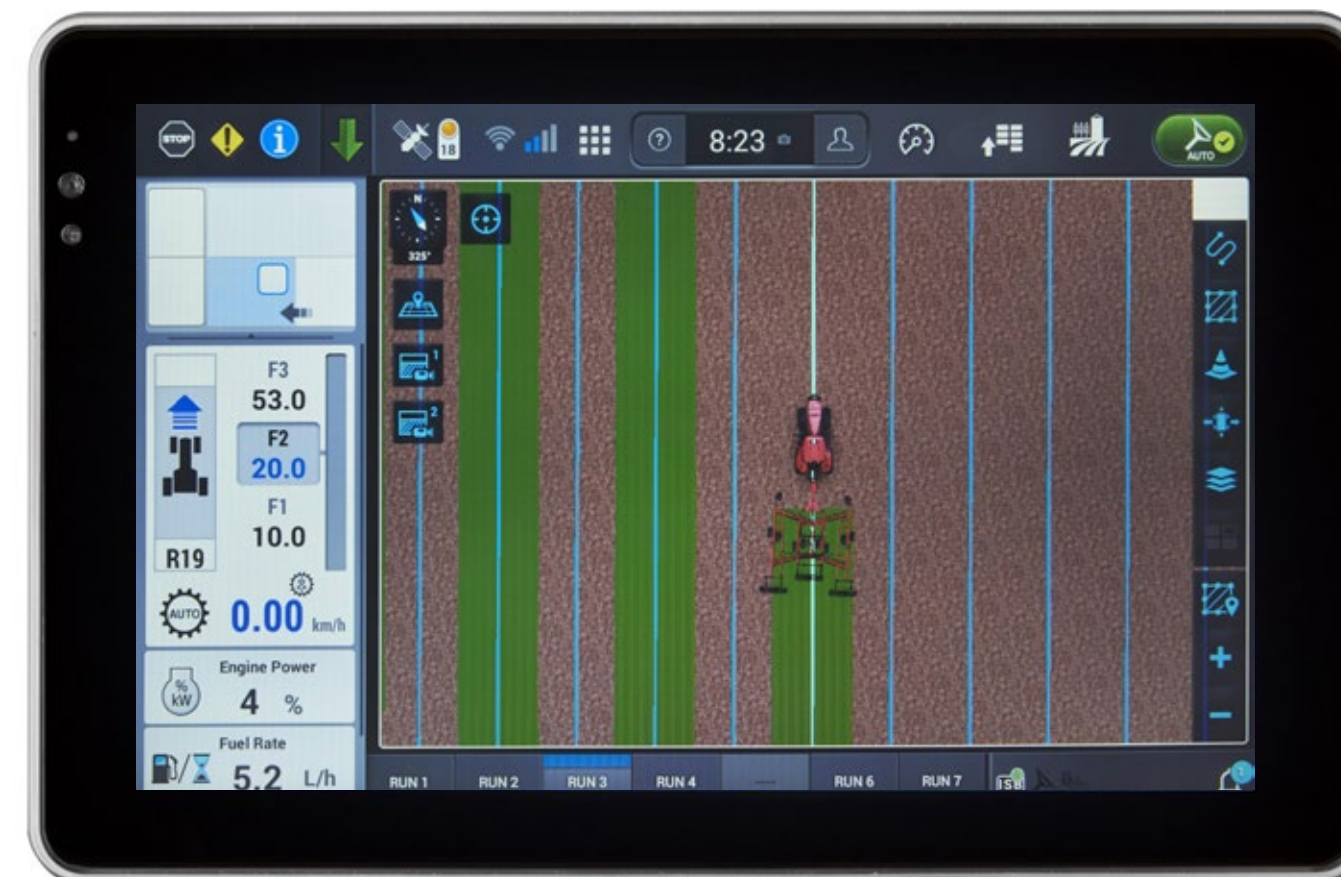 STOP
18
8:23
AUTO
N
325°
1
2
F3
53.0
F2
20.0
F1
10.0
R19
AUTO
0.00 km/h
Engine Power
% kW
4 %
Fuel Rate
5.2 L/h
RUN 1
RUN 2
RUN 3
RUN 4
RUN 6
RUN 7
ISB